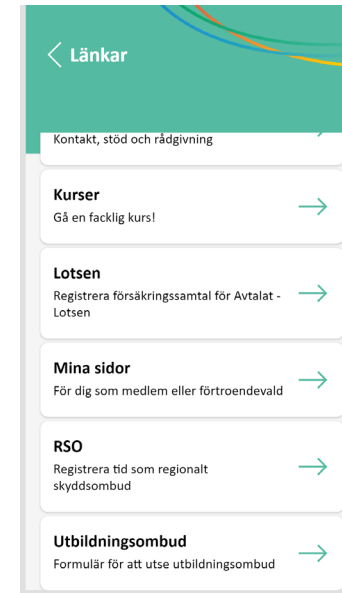 Länkar
Kontakt, stöd och rådgivning
Kurser
Gå en facklig kurs!
Lotsen
Registrera försäkringssamtal för Avtalat -
Lotsen
Mina sidor
För dig som medlem eller förtroendevald
RSO
Registrera tid som regionalt
skyddsombud
Utbildningsombud
Formulär för att utse utbildningsombud